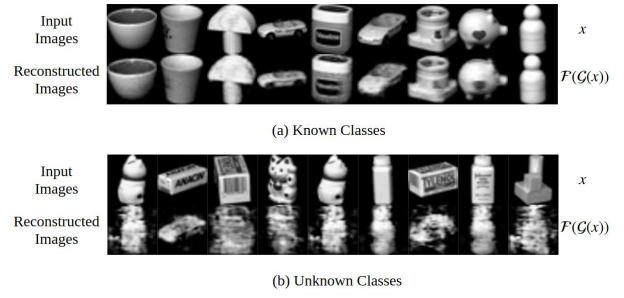 Input
Images
x
Reconstructed
Images
F(G(x))
(a) Known Classes
Input
Images
ANACIN
TYLENOL
x
Reconstructed
Images
F(G(x))
(b) Unknown Classes